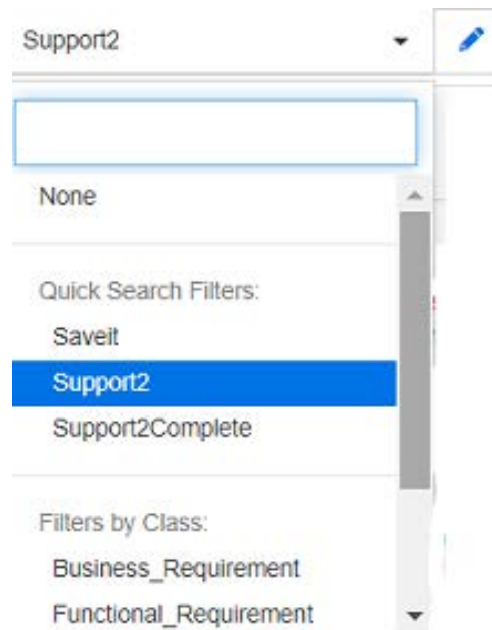 Support2
None
Quick Search Filters:
Saveit
Support2
Support2Complete
Filters by Class:
Business_Requirement
Functional_Requirement